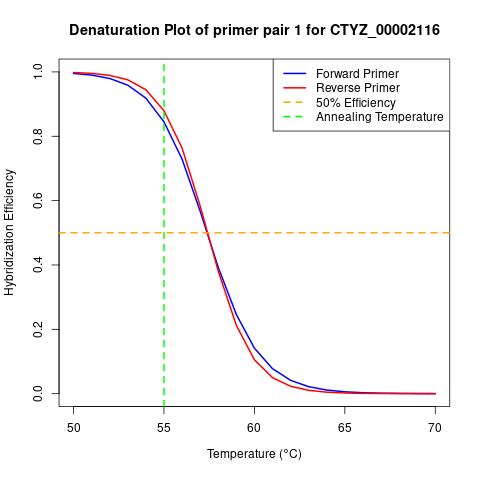 Denaturation Plot of primer pair 1 for CTYZ_00002116
Forward Primer
Reverse Primer
50% Efficiency
Annealing Temperature
Hybridization Efficiency
1.0
0.8
0.6
0.4
0.2
0.0
50 55 60 65 70
Temperature (°C)